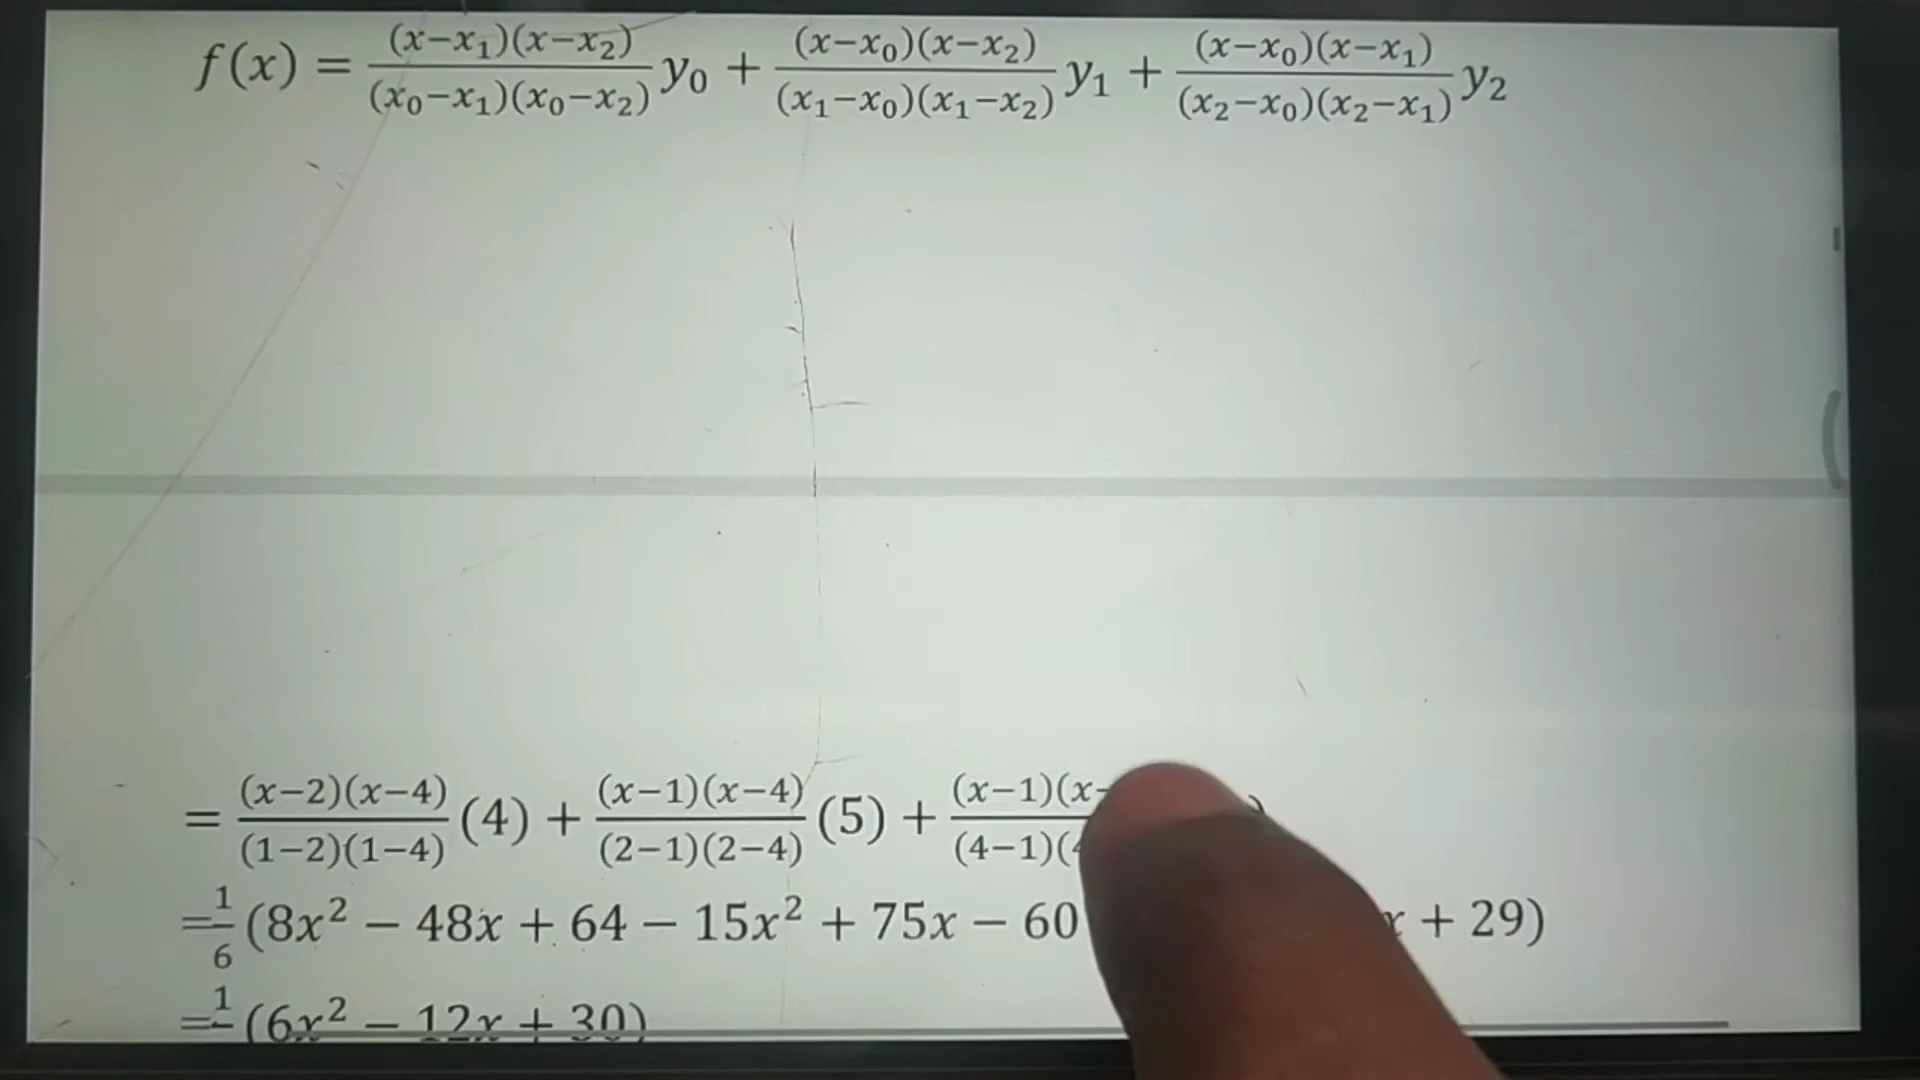 f(x) = (x−x₁)(x−x₂)/(x₀−x₁)(x₀−x₂) y₀ + (x−x₀)(x−x₂)/(x₁−x₀)(x₁−x₂) y₁ + (x−x₀)(x−x₁)/(x₂−x₀)(x₂−x₁) y₂
= (x−2)(x−4)/(1−2)(1−4) (4) + (x−1)(x−4)/(2−1)(2−4) (5) + (x−1)(x−/(4−1)( )
=1/6 (8x² − 48x + 64 − 15x² + 75x − 60 x + 29)
=1 (6x² − 12x + 30)